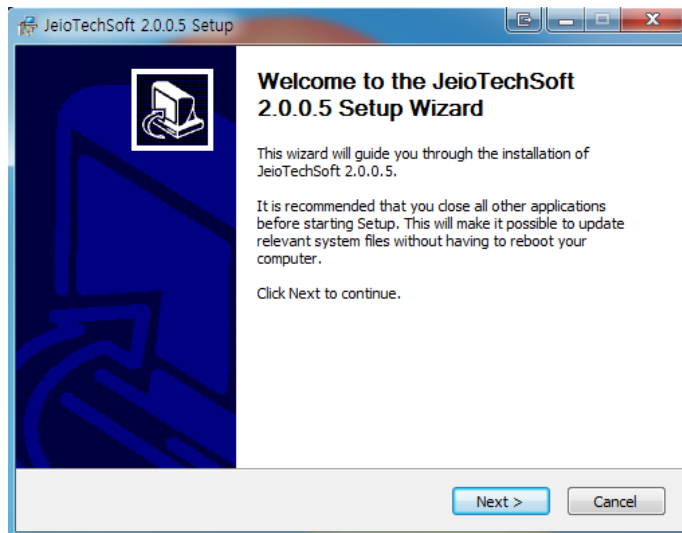 JeioTechSoft 2.0.0.5 Setup
Welcome to the JeioTechSoft
2.0.0.5 Setup Wizard
This wizard will guide you through the installation of
JeioTechSoft 2.0.0.5.
It is recommended that you close all other applications
before starting Setup. This will make it possible to update
relevant system files without having to reboot your
computer.
Click Next to continue.
Next >
Cancel